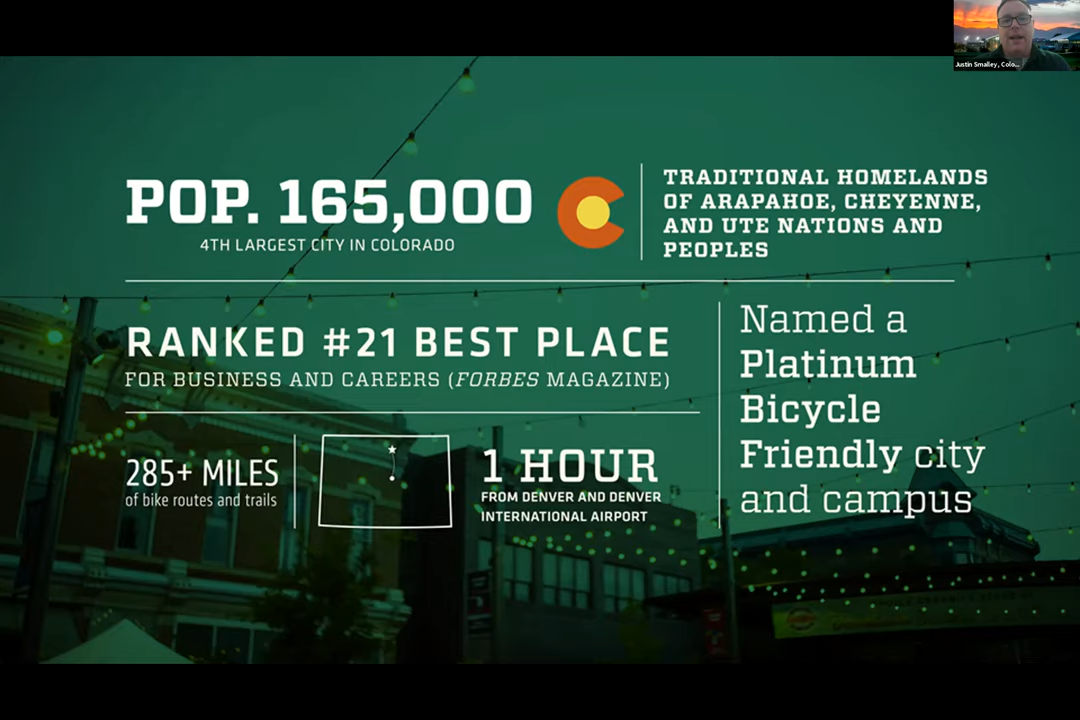 Justin Smalley, Colo...
POP. 165,000
4TH LARGEST CITY IN COLORADO
TRADITIONAL HOMELANDS
OF ARAPAHOE, CHEYENNE,
AND UTE NATIONS AND
PEOPLES
RANKED #21 BEST PLACE
FOR BUSINESS AND CAREERS (FORBES MAGAZINE)
Named a
Platinum
Bicycle
Friendly city
and campus
285+ MILES
of bike routes and trails
1 HOUR
FROM DENVER AND DENVER
INTERNATIONAL AIRPORT